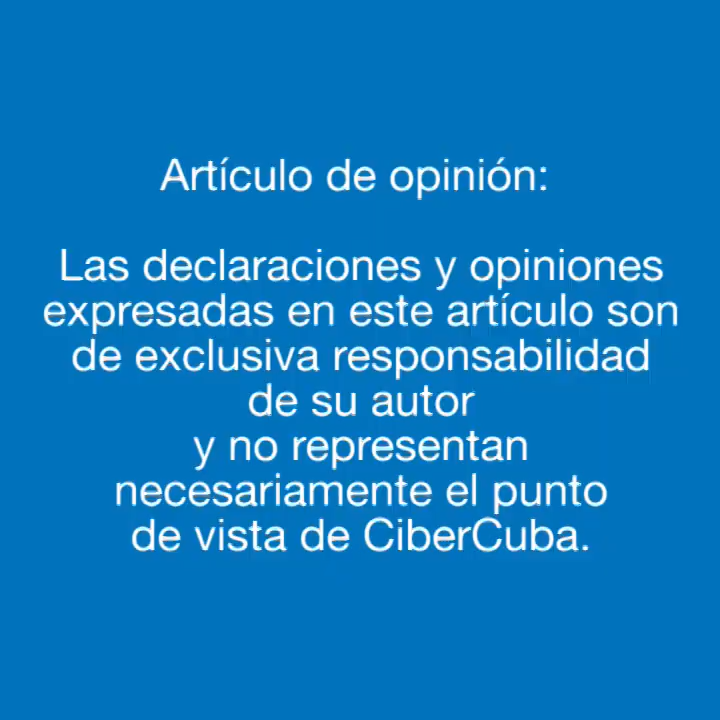 Artículo de opinión:
Las declaraciones y opiniones
expresadas en este artículo son
de exclusiva responsabilidad
de su autor
y no representan
necesariamente el punto
de vista de CiberCuba.